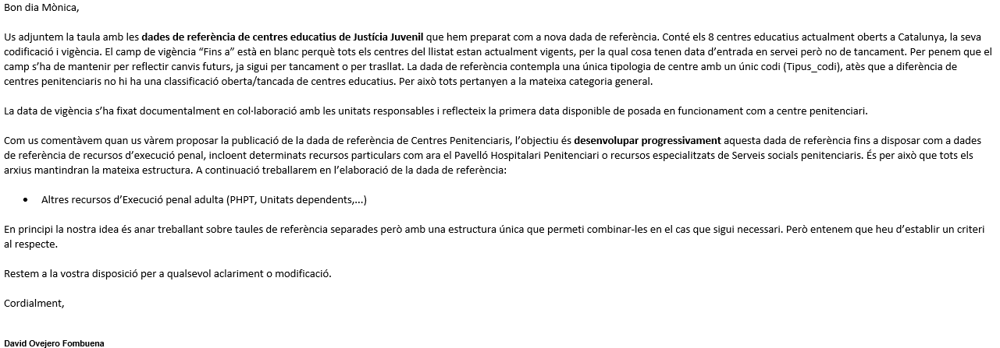 Bon dia Mònica,
Us adjuntem la taula amb les dades de referència de centres educatius de Justícia Juvenil que hem preparat com a nova dada de referència. Conté els 8 centres educatius actualment oberts a Catalunya, la seva
codificació i vigència. El camp de vigència “Fins a” està en blanc perquè tots els centres del llistat estan actualment vigents, per la qual cosa tenen data d’entrada en servei però no de tancament. Per penem que el
camp s’ha de mantenir per reflectir canvis futurs, ja sigui per tancament o per trasllat. La dada de referència contempla una única tipologia de centre amb un únic codi (Tipus_codi), atès que a diferència de
centres penitenciaris no hi ha una classificació oberta/tancada de centres educatius. Per això tots pertanyen a la mateixa categoria general.
La data de vigència s’ha fixat documentalment en col·laboració amb les unitats responsables i reflecteix la primera data disponible de posada en funcionament com a centre penitenciari.
Com us comentàvem quan us vàrem proposar la publicació de la dada de referència de Centres Penitenciaris, l’objectiu és desenvolupar progressivament aquesta dada de referència fins a disposar com a dades
de referència de recursos d’execució penal, incloent determinats recursos particulars com ara el Pavelló Hospitalari Penitenciari o recursos especialitzats de Serveis socials penitenciaris. És per això que tots els
arxius mantindran la mateixa estructura. A continuació treballarem en l’elaboració de la dada de referència:
• Altres recursos d’Execució penal adulta (PHPT, Unitats dependents,...)
En principi la nostra idea és anar treballant sobre taules de referència separades però amb una estructura única que permeti combinar-les en el cas que sigui necessari. Però entenem que heu d’establir un criteri
al respecte.
Restem a la vostra disposició per a qualsevol aclariment o modificació.
Cordialment,
David Ovejero Fombuena